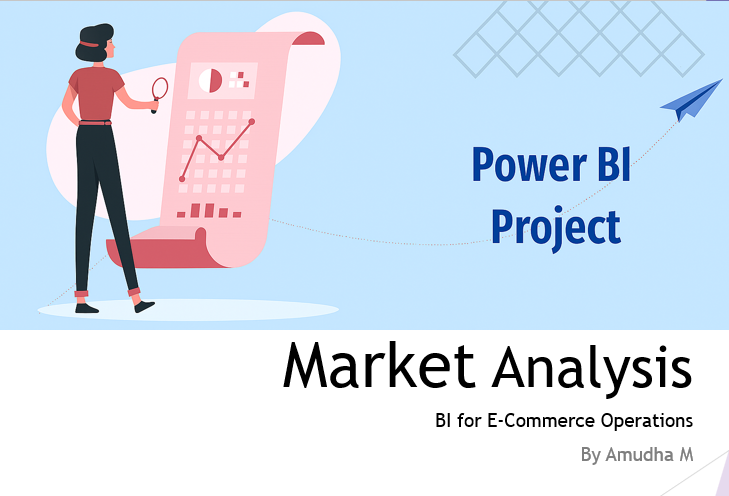 Power BI
Project
Market Analysis
BI for E-Commerce Operations
By Amudha M